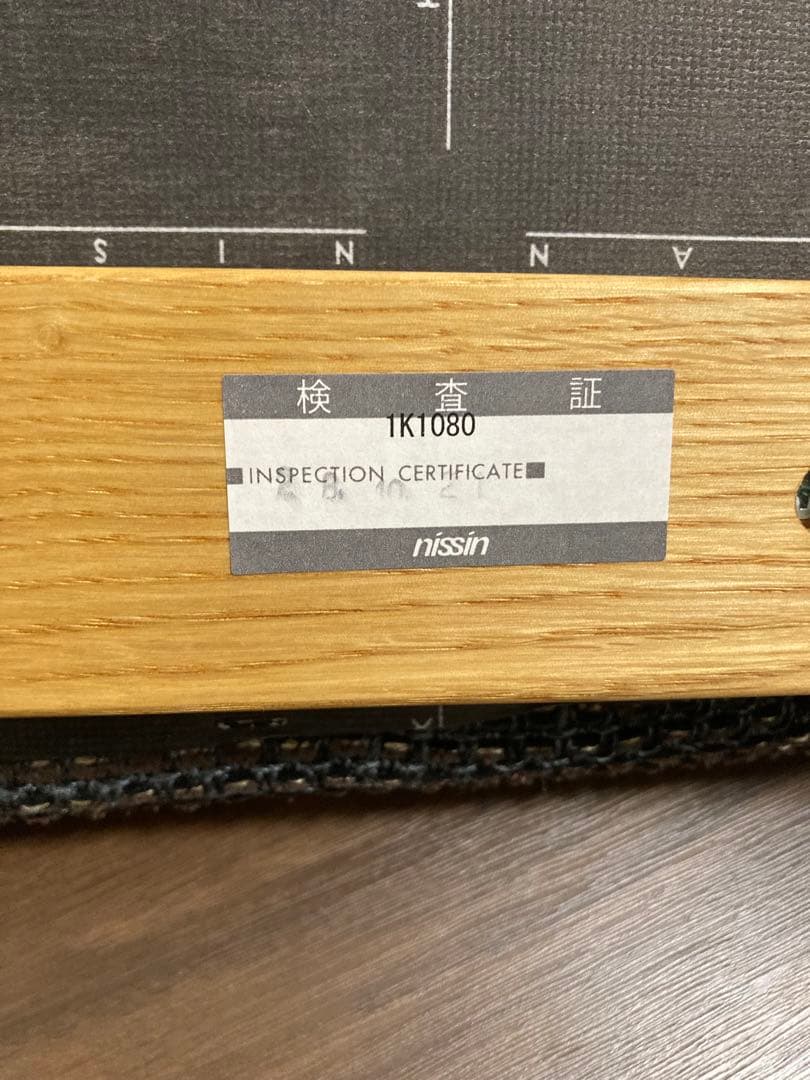 S I N N A
検査証
1K1080
INSPECTION CERTIFICATE
nissin
K